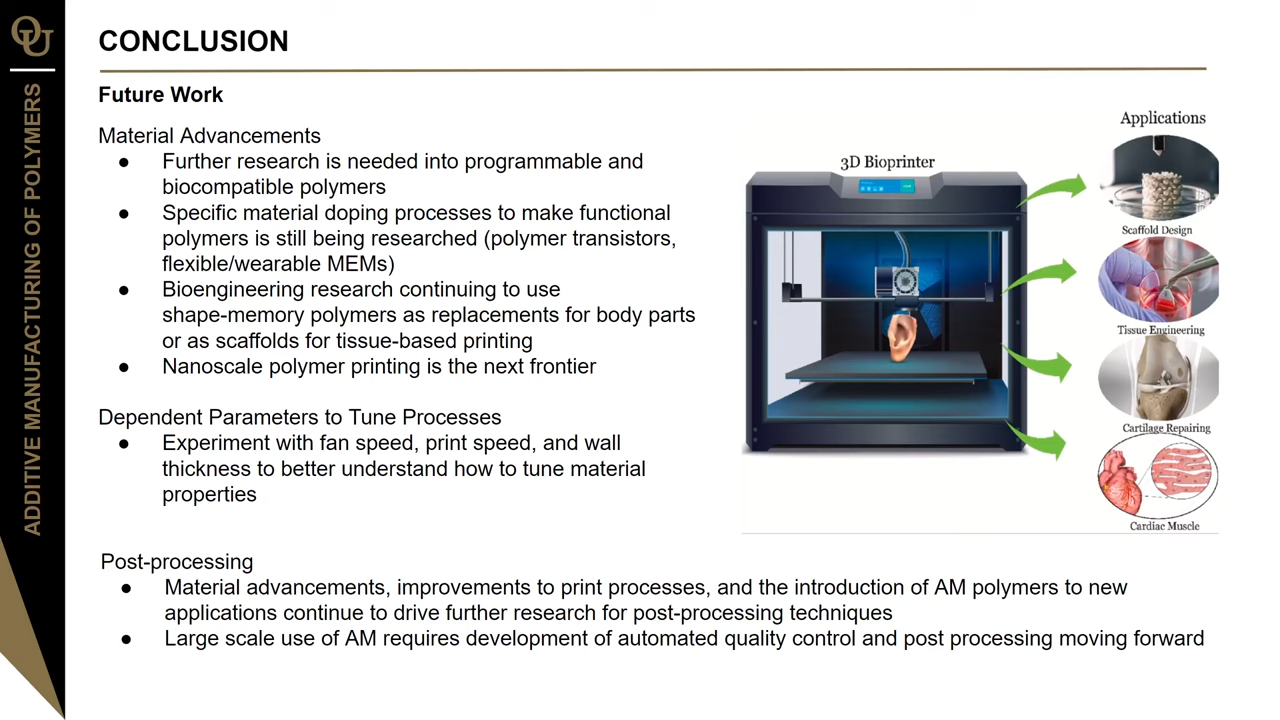 OU
ADDITIVE MANUFACTURING OF POLYMERS
CONCLUSION
Future Work
Material Advancements
● Further research is needed into programmable and
biocompatible polymers
● Specific material doping processes to make functional
polymers is still being researched (polymer transistors,
flexible/wearable MEMs)
● Bioengineering research continuing to use
shape-memory polymers as replacements for body parts
or as scaffolds for tissue-based printing
● Nanoscale polymer printing is the next frontier
Dependent Parameters to Tune Processes
● Experiment with fan speed, print speed, and wall
thickness to better understand how to tune material
properties
Post-processing
● Material advancements, improvements to print processes, and the introduction of AM polymers to new
applications continue to drive further research for post-processing techniques
● Large scale use of AM requires development of automated quality control and post processing moving forward
3D Bioprinter
Applications
Scaffold Design
Tissue Engineering
Cartilage Repairing
Cardiac Muscle